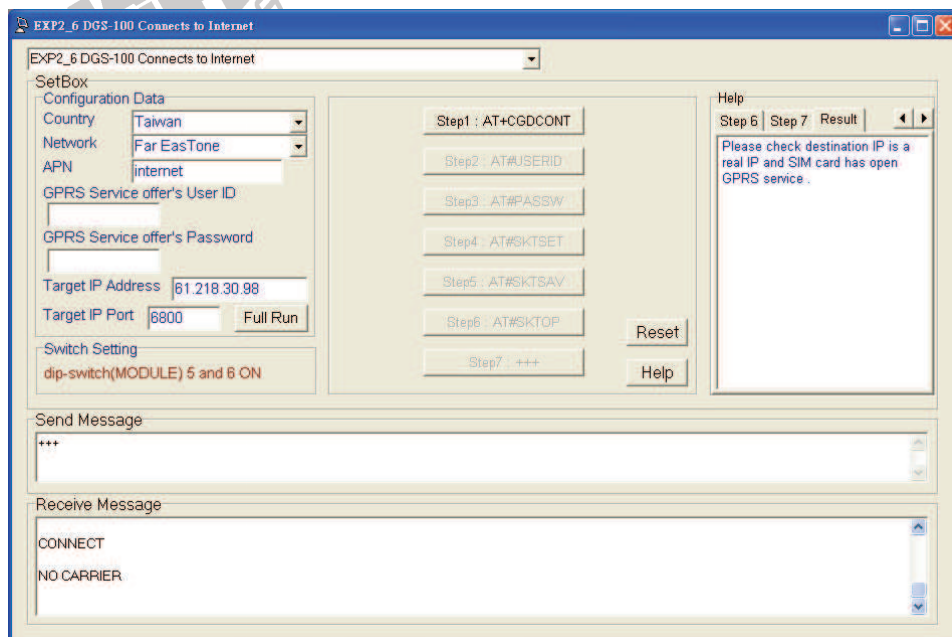 EXP2_6 DGS-100 Connects to Internet
EXP2_6 DGS-100 Connects to Internet
SetBox
Configuration Data
Country Taiwan
Network Far EasTone
APN internet
GPRS Service offer's User ID
GPRS Service offer's Password
Target IP Address 61.218.30.98
Target IP Port 6800 Full Run
Switch Setting
dip-switch(MODULE) 5 and 6 ON
Step1 : AT+CGDCONT
Step2 : AT#USERID
Step3 : AT#PASSW
Step4 : AT#SKTSET
Step5 : AT#SKTSAV
Step6 : AT#SKTOP
Step7 : +++
Reset
Help
Help
Step 6 Step 7 Result
Please check destination IP is a
real IP and SIM card has open
GPRS service .
Send Message
+++
Receive Message
CONNECT
NO CARRIER